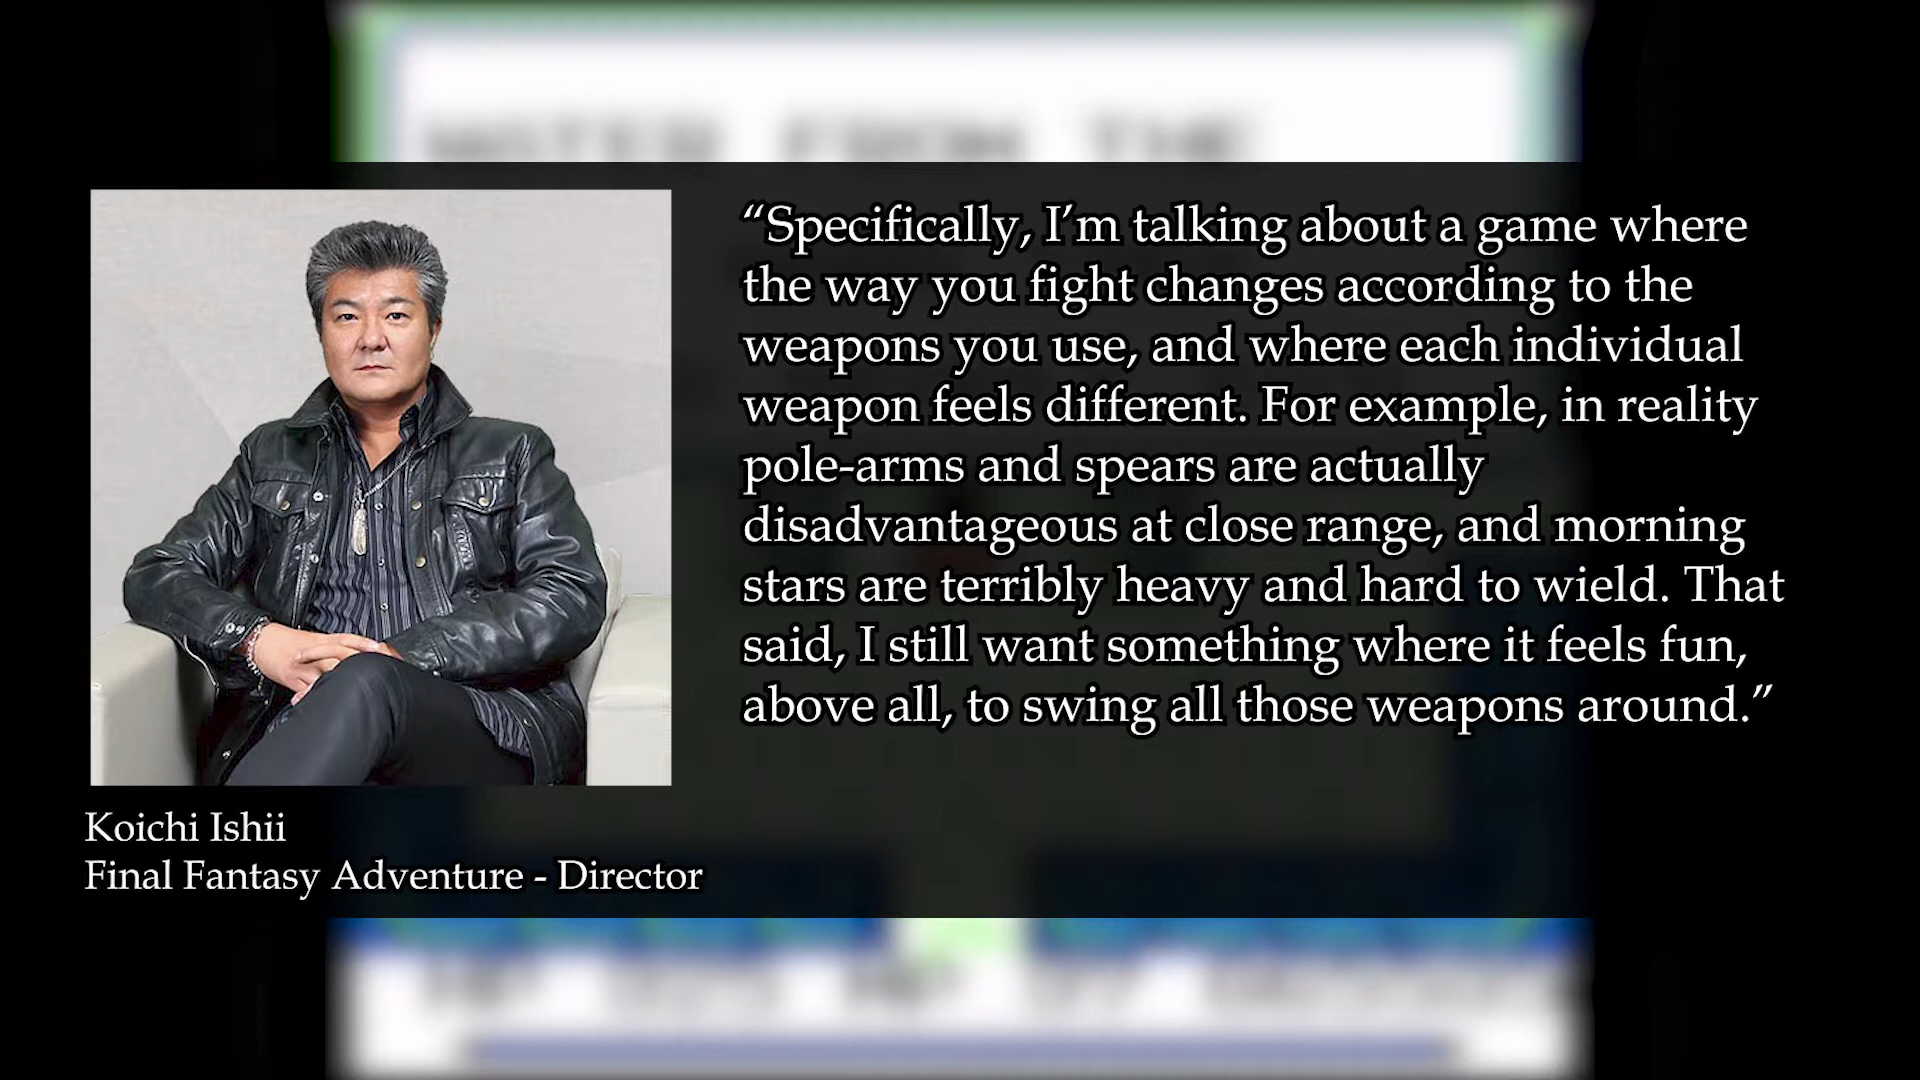 WATER FROM THE
“Specifically, I’m talking about a game where
the way you fight changes according to the
weapons you use, and where each individual
weapon feels different. For example, in reality
pole-arms and spears are actually
disadvantageous at close range, and morning
stars are terribly heavy and hard to wield. That
said, I still want something where it feels fun,
above all, to swing all those weapons around.”
Koichi Ishii
Final Fantasy Adventure - Director